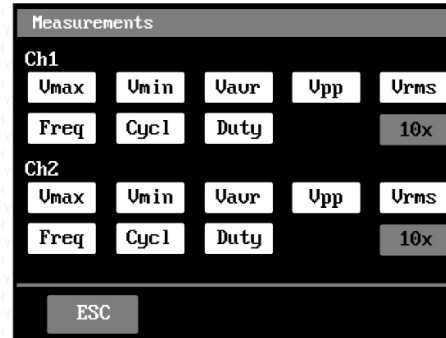 Measurements
Ch1
Vmax Vmin Vavr Vpp Vrms
Freq Cycl Duty 10x
Ch2
Vmax Vmin Vavr Vpp Vrms
Freq Cycl Duty 10x
ESC